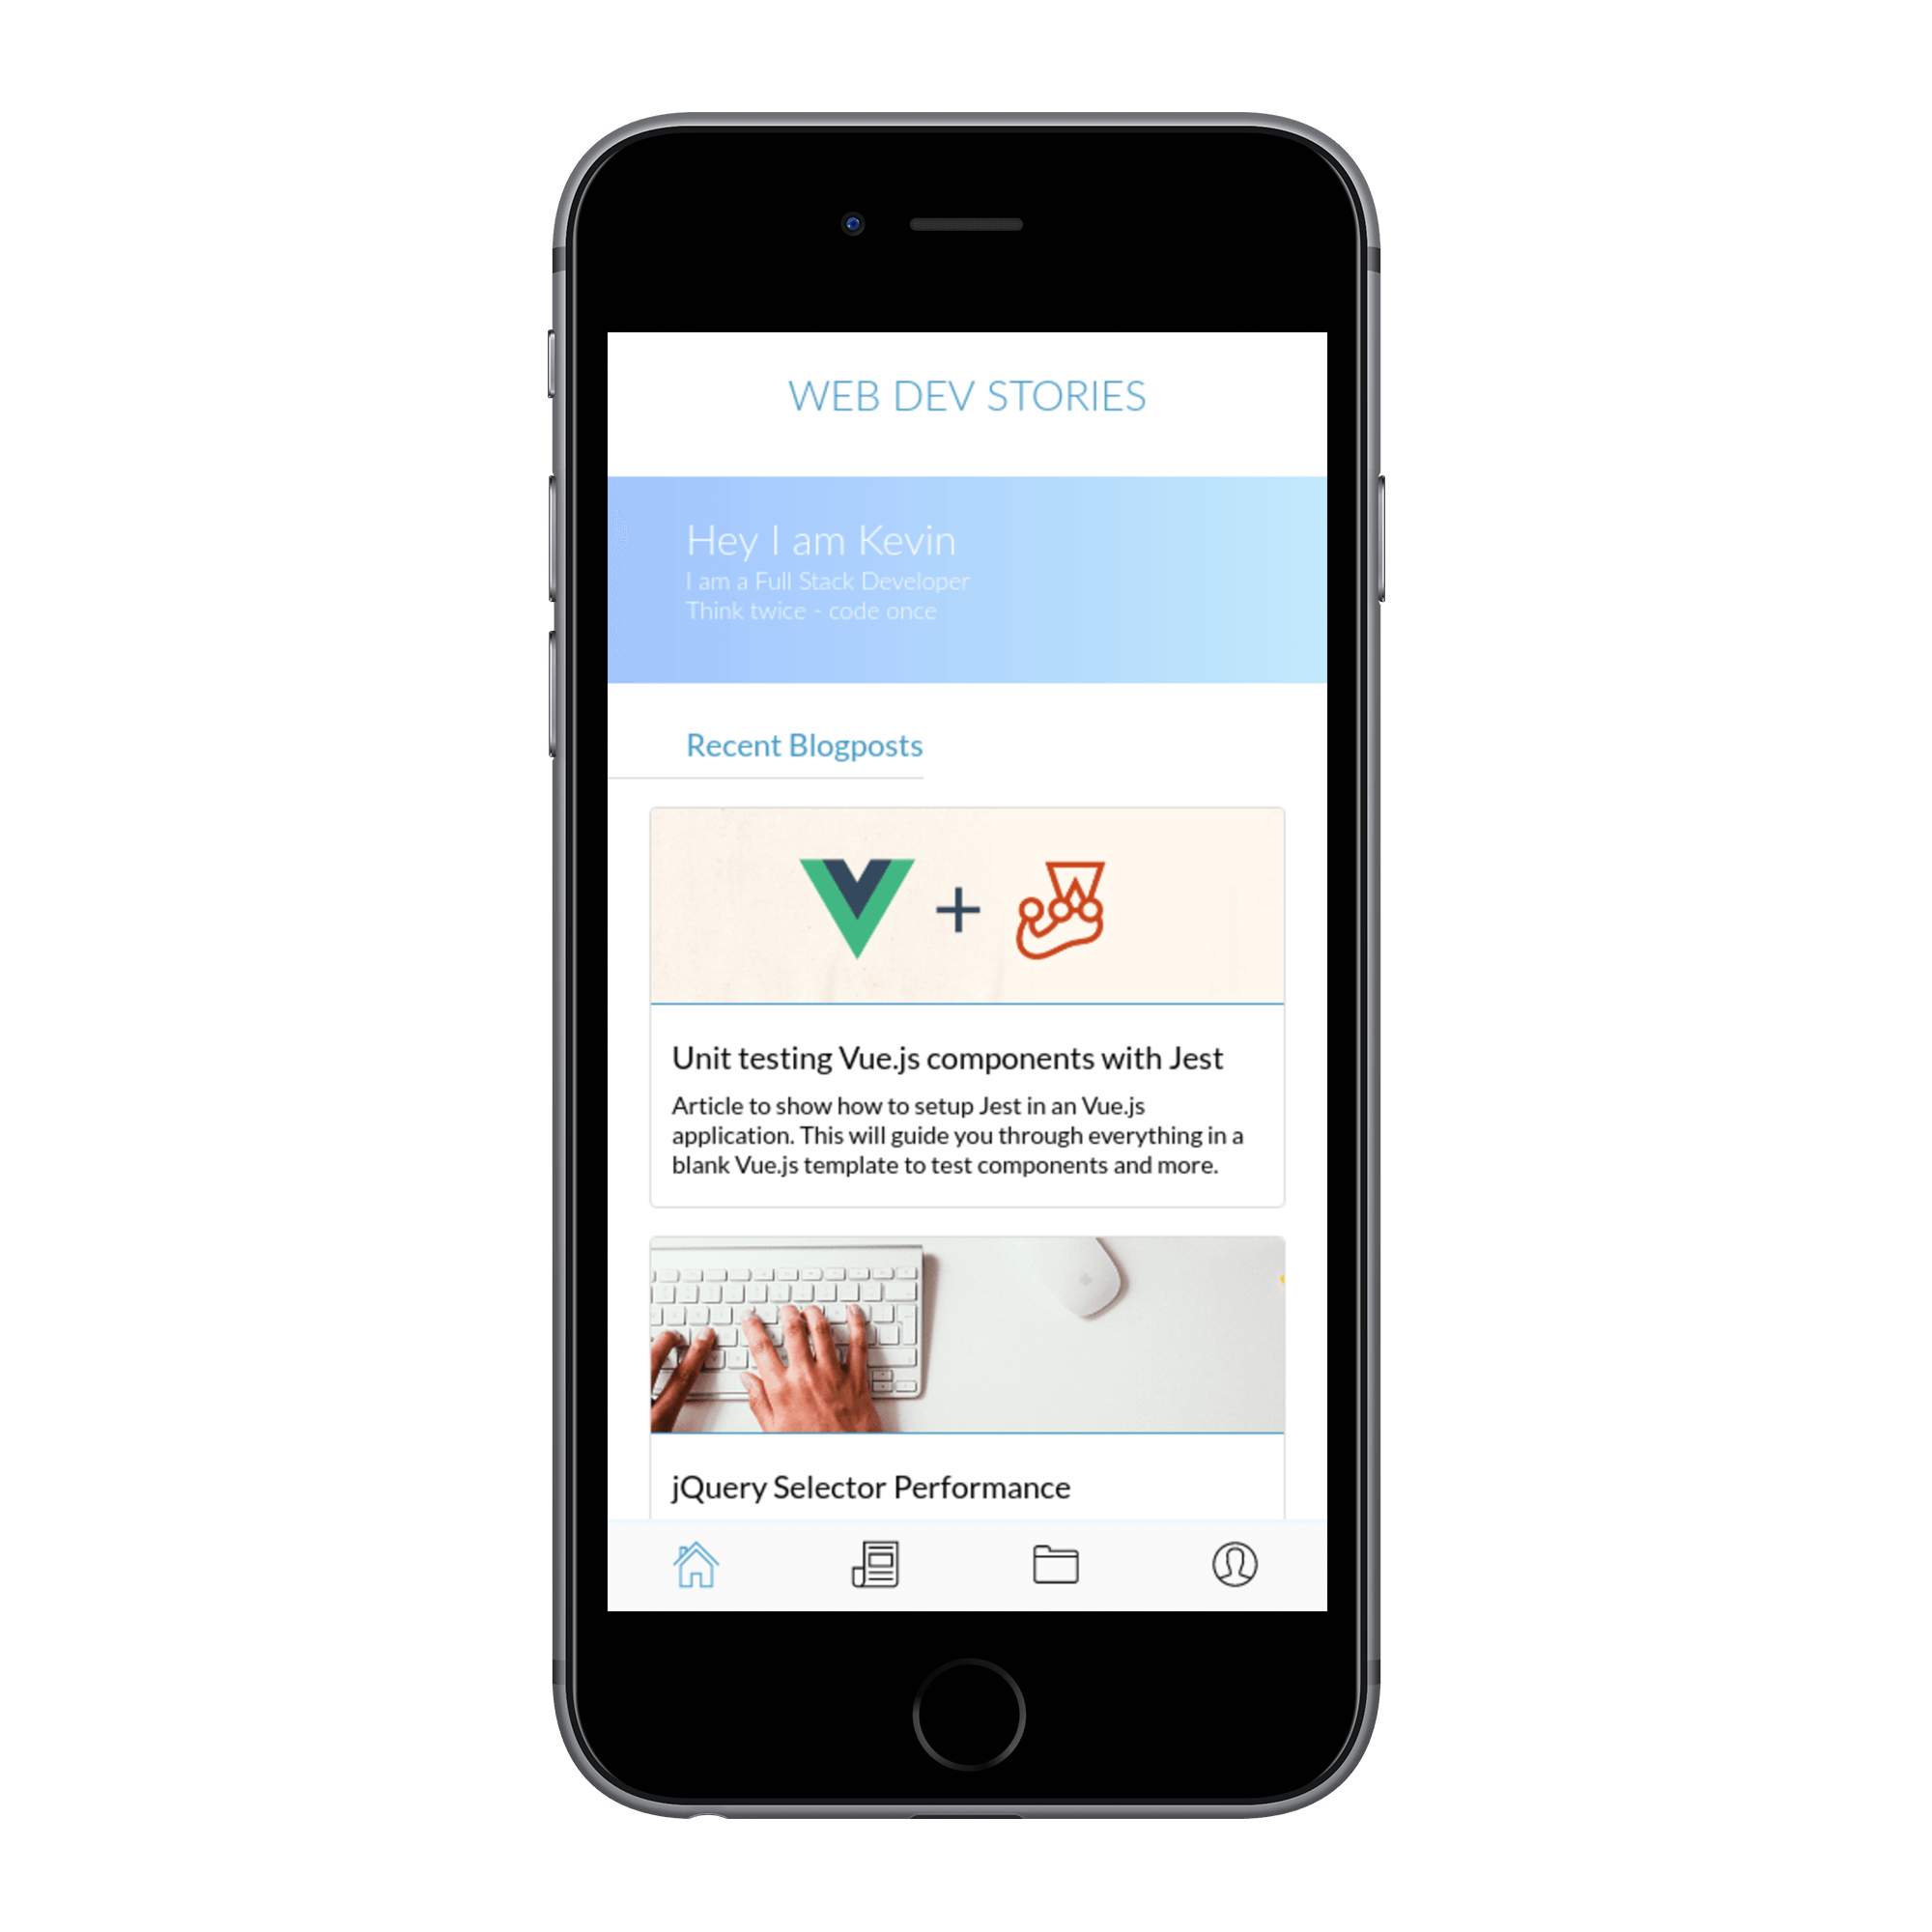 WEB DEV STORIES
Hey I am Kevin
I am a Full Stack Developer
Think twice - code once
Recent Blogposts
Unit testing Vue.js components with Jest
Article to show how to setup Jest in an Vue.js
application. This will guide you through everything in a
blank Vue.js template to test components and more.
jQuery Selector Performance